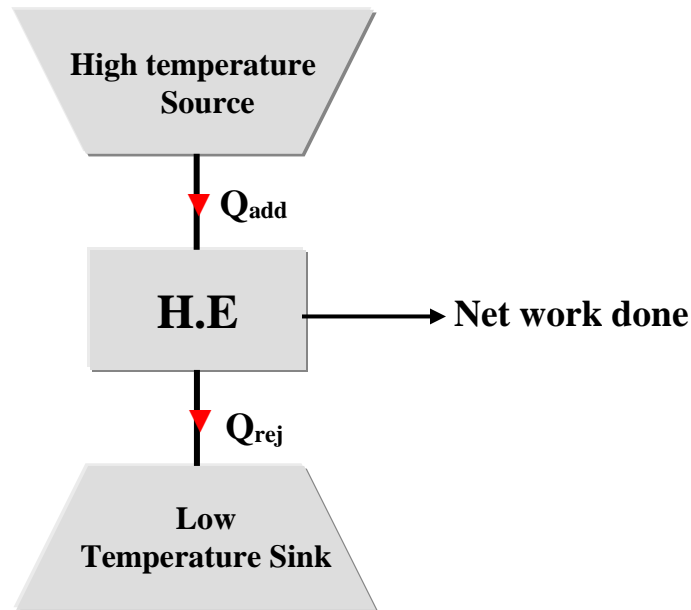 High temperature
Source
Qadd
H.E
Net work done
Qrej
Low
Temperature Sink